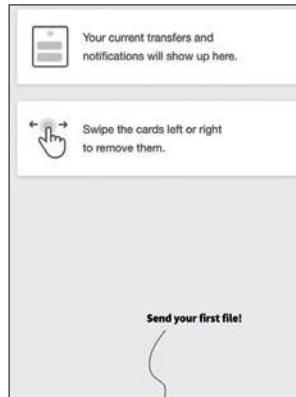 Your current transfers and
notifications will show up here.
Swipe the cards left or right
to remove them.
Send your first file!